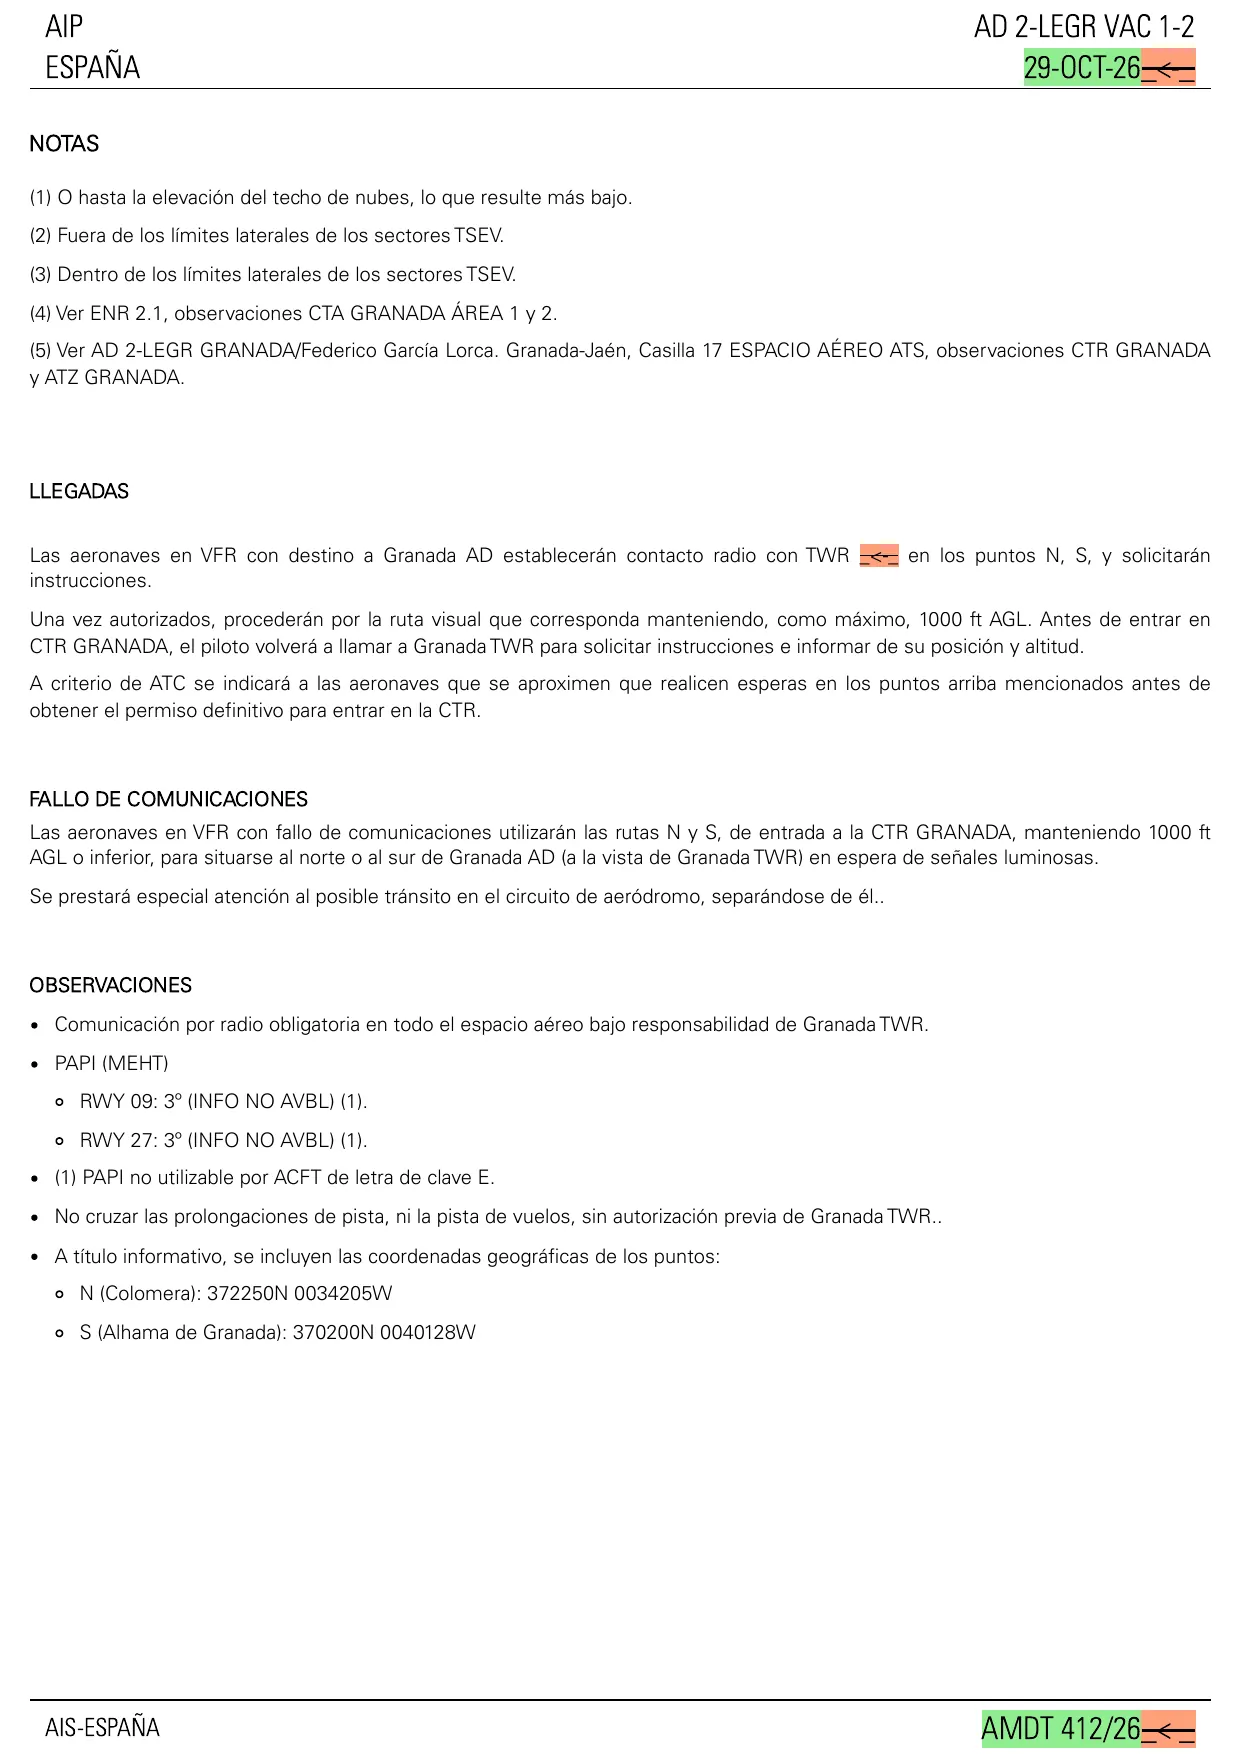 AIP
ESPAÑA
AD 2-LEGR VAC 1-2
29-OCT-26_<-_
NOTAS
(1) O hasta la elevación del techo de nubes, lo que resulte más bajo.
(2) Fuera de los límites laterales de los sectores TSEV.
(3) Dentro de los límites laterales de los sectores TSEV.
(4) Ver ENR 2.1, observaciones CTA GRANADA ÁREA 1 y 2.
(5) Ver AD 2-LEGR GRANADA/Federico García Lorca. Granada-Jaén, Casilla 17 ESPACIO AÉREO ATS, observaciones CTR GRANADA
y ATZ GRANADA.
LLEGADAS
Las aeronaves en VFR con destino a Granada AD establecerán contacto radio con TWR _<-_ en los puntos N, S, y solicitarán
instrucciones.
Una vez autorizados, procederán por la ruta visual que corresponda manteniendo, como máximo, 1000 ft AGL. Antes de entrar en
CTR GRANADA, el piloto volverá a llamar a Granada TWR para solicitar instrucciones e informar de su posición y altitud.
A criterio de ATC se indicará a las aeronaves que se aproximen que realicen esperas en los puntos arriba mencionados antes de
obtener el permiso definitivo para entrar en la CTR.
FALLO DE COMUNICACIONES
Las aeronaves en VFR con fallo de comunicaciones utilizarán las rutas N y S, de entrada a la CTR GRANADA, manteniendo 1000 ft
AGL o inferior, para situarse al norte o al sur de Granada AD (a la vista de Granada TWR) en espera de señales luminosas.
Se prestará especial atención al posible tránsito en el circuito de aeródromo, separándose de él..
OBSERVACIONES
• Comunicación por radio obligatoria en todo el espacio aéreo bajo responsabilidad de Granada TWR.
• PAPI (MEHT)
⚬ RWY 09: 3º (INFO NO AVBL) (1).
⚬ RWY 27: 3º (INFO NO AVBL) (1).
• (1) PAPI no utilizable por ACFT de letra de clave E.
• No cruzar las prolongaciones de pista, ni la pista de vuelos, sin autorización previa de Granada TWR..
• A título informativo, se incluyen las coordenadas geográficas de los puntos:
⚬ N (Colomera): 372250N 0034205W
⚬ S (Alhama de Granada): 370200N 0040128W
AIS-ESPAÑA
AMDT 412/26_<-_